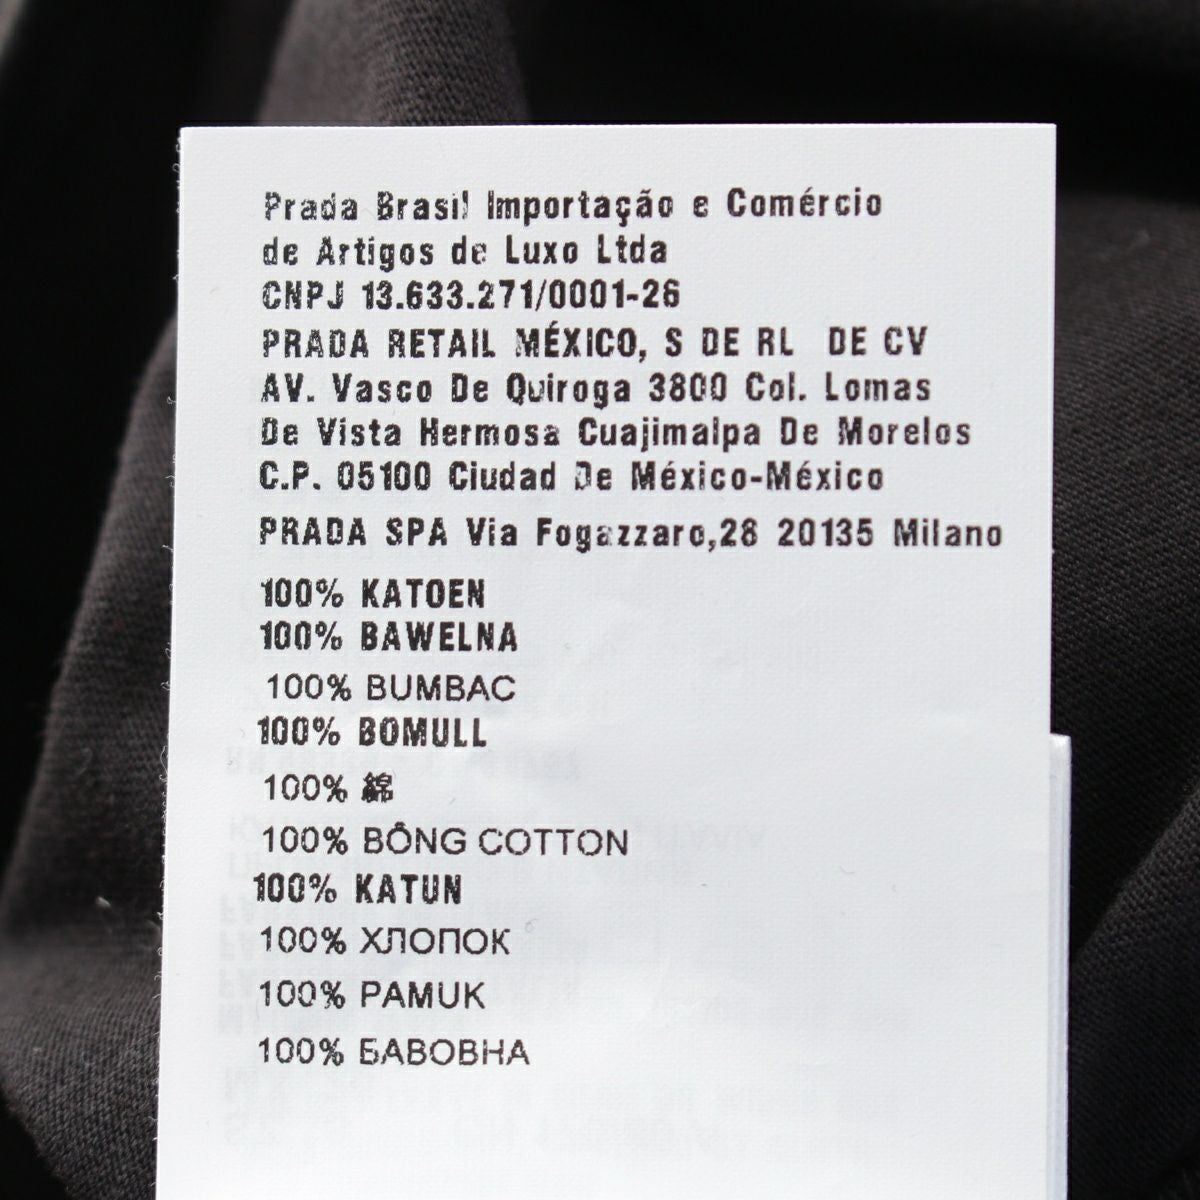 Prada Brasil Importação e Comércio
de Artigos de Luxo Ltda
CNPJ 13.633.271/0001-26
PRADA RETAIL MÉXICO, S DE RL DE CV
AV. Vasco De Quiroga 3800 Col. Lomas
De Vista Hermosa Cuajimalpa De Morelos
C.P. 05100 Ciudad De México-México
PRADA SPA Via Fogazzaro,28 20135 Milano
100% KATOEN
100% BAWELNA
100% BUMBAC
100% BOMULL
100% 綿
100% BÔNG COTTON
100% KATUN
100% ХЛОПОК
100% PAMUK
100% БАВОВНА